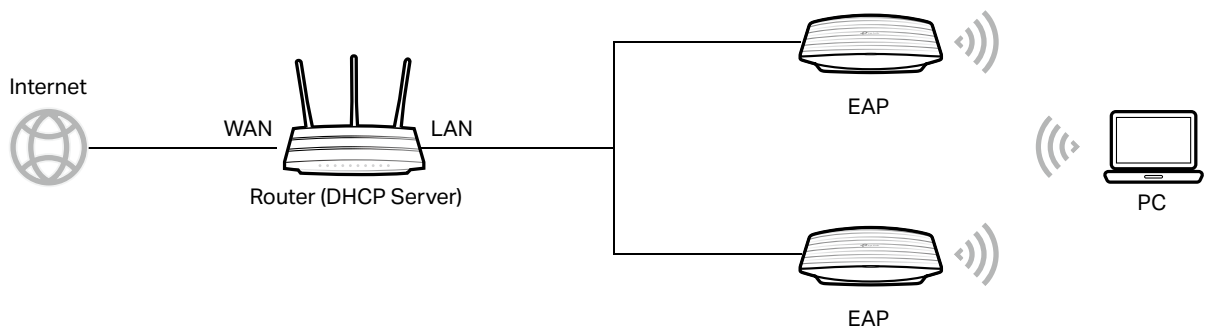 EAP
Internet
WAN
LAN
Router (DHCP Server)
PC
EAP